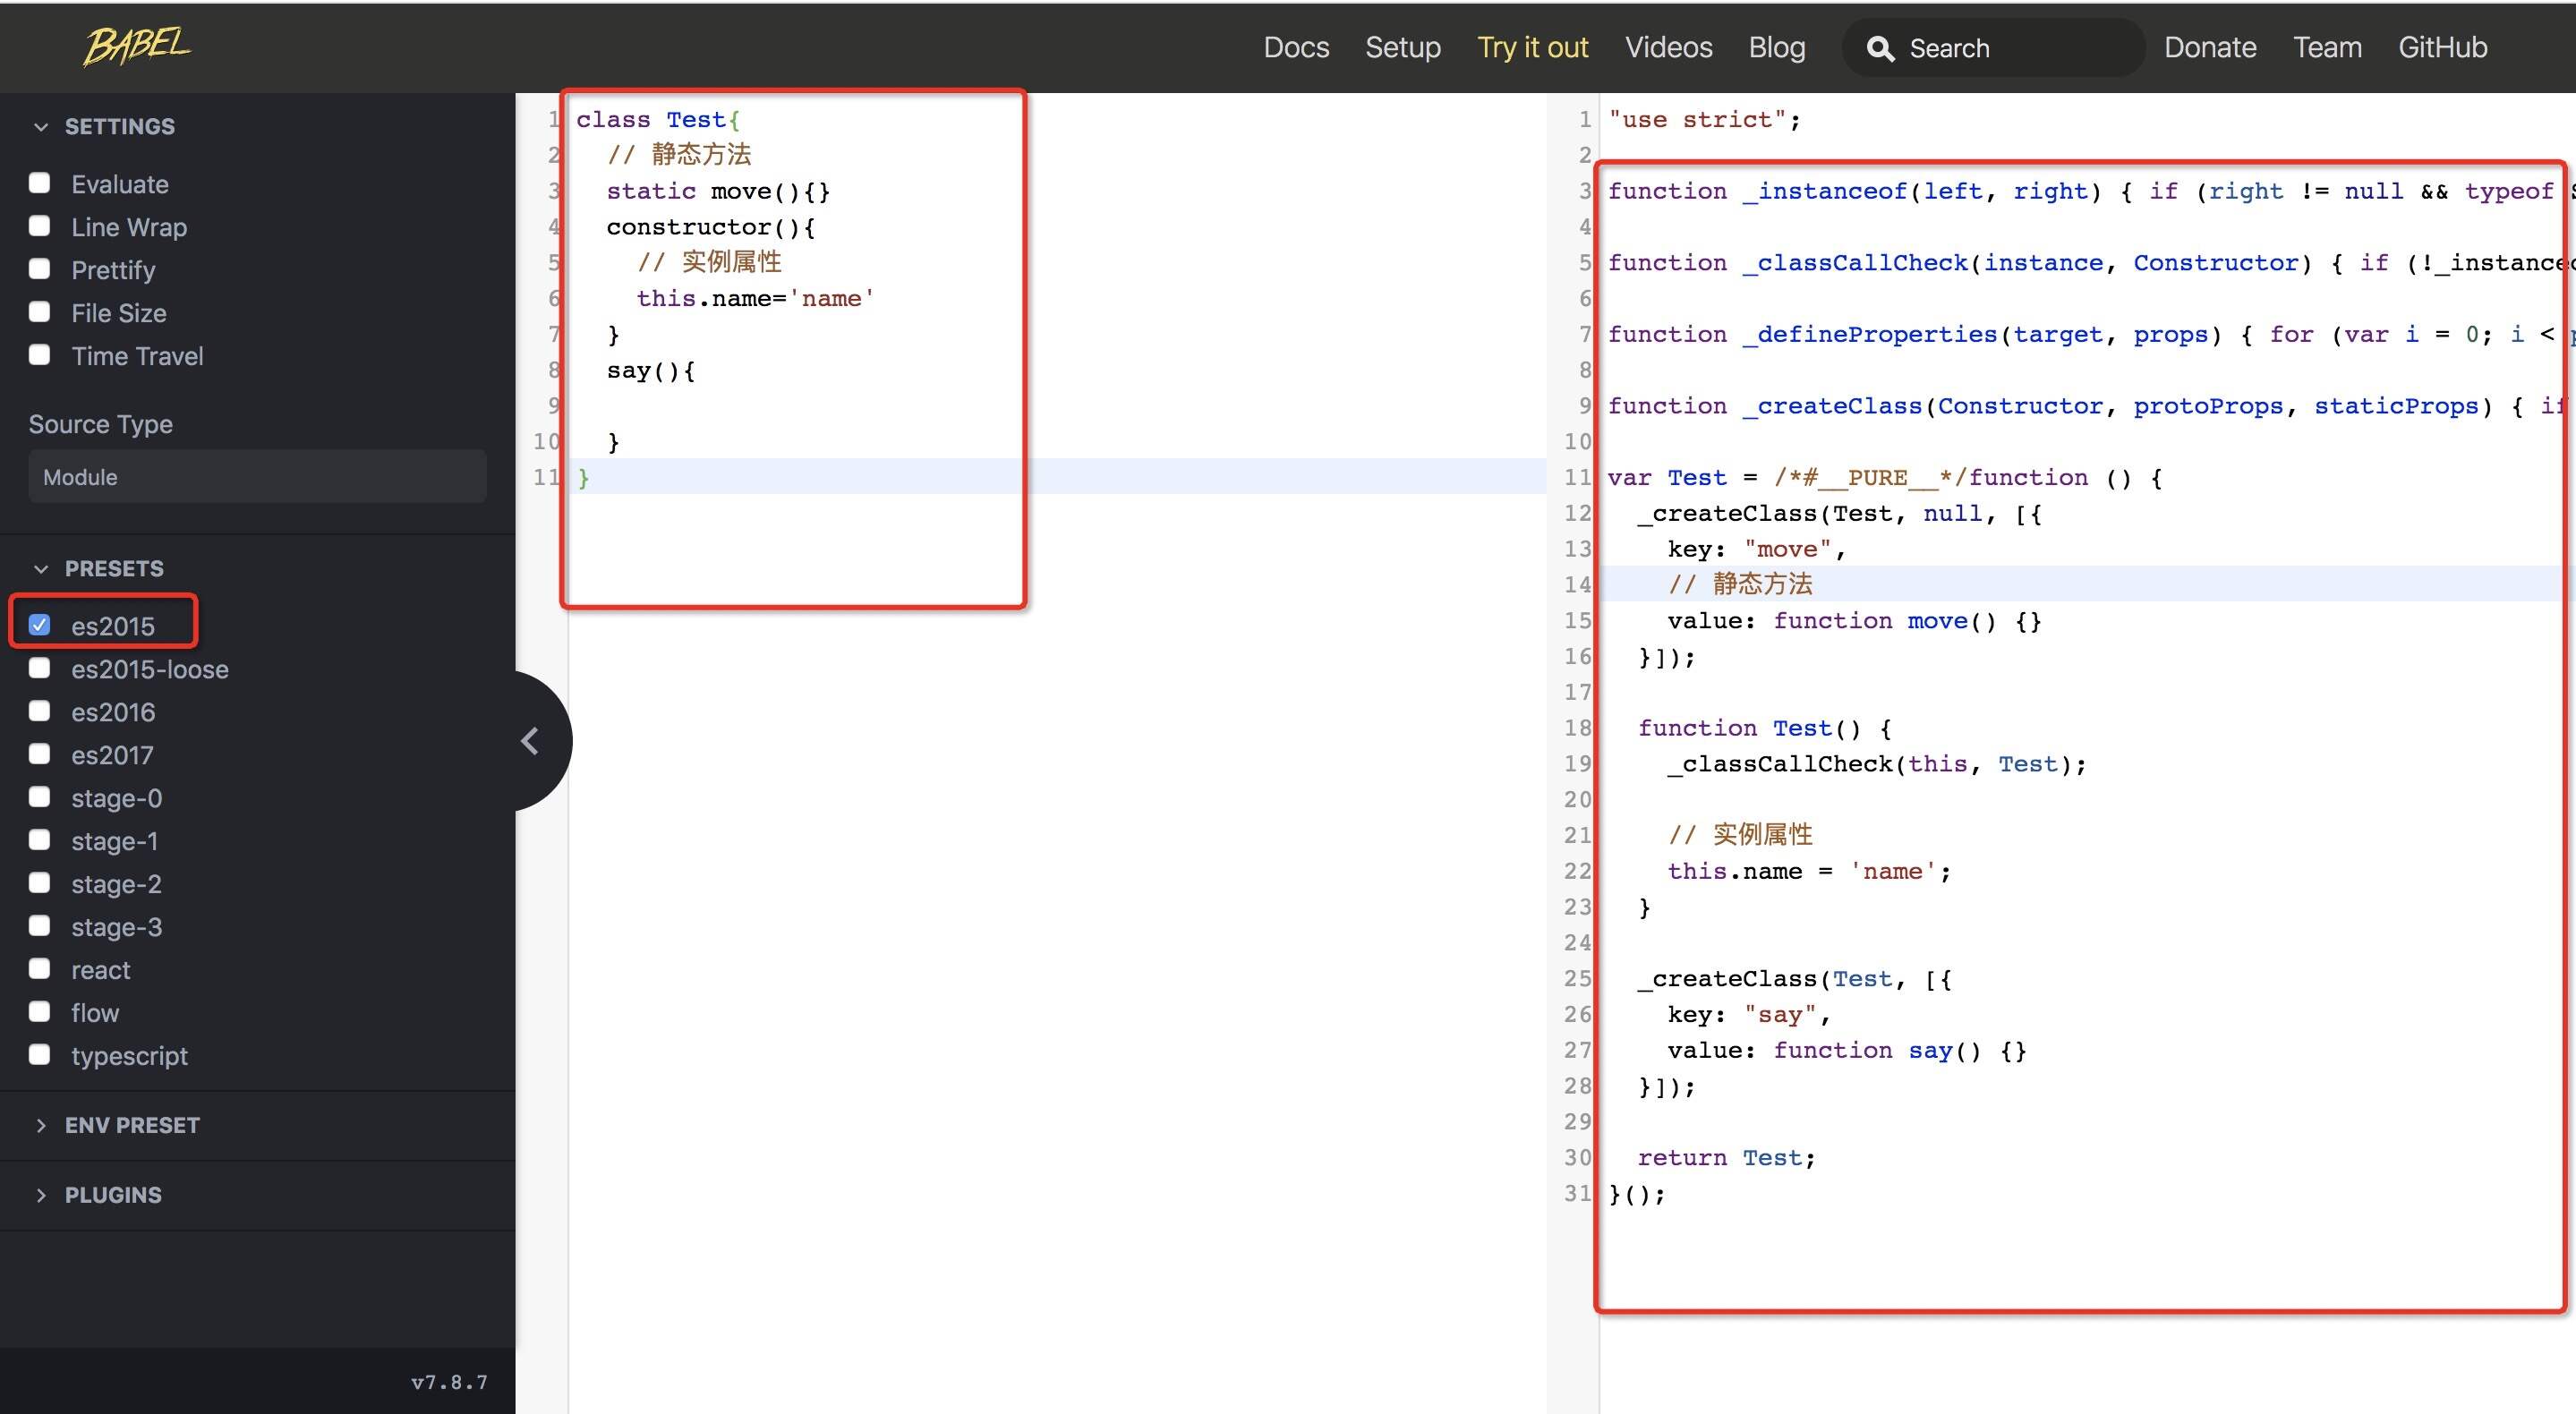 BABEL
Docs Setup Try it out Videos Blog Search Donate Team GitHub
SETTINGS
Evaluate
Line Wrap
Prettify
File Size
Time Travel
Source Type
Module
PRESETS
es2015
es2015-loose
es2016
es2017
stage-0
stage-1
stage-2
stage-3
react
flow
typescript
ENV PRESET
PLUGINS
v7.8.7
1 class Test{
2 // 静态方法
3 static move(){}
4 constructor(){
5 // 实例属性
6 this.name='name'
7 }
8 say(){
9
10 }
11 }
1 "use strict";
2
3 function _instanceof(left, right) { if (right != null && typeof
4
5 function _classCallCheck(instance, Constructor) { if (!_instanceo
6
7 function _defineProperties(target, props) { for (var i = 0; i <
8
9 function _createClass(Constructor, protoProps, staticProps) { if
10
11 var Test = /*#__PURE__*/function () {
12 _createClass(Test, null, [{
13 key: "move",
14 // 静态方法
15 value: function move() {}
16 }]);
17
18 function Test() {
19 _classCallCheck(this, Test);
20
21 // 实例属性
22 this.name = 'name';
23 }
24
25 _createClass(Test, [{
26 key: "say",
27 value: function say() {}
28 }]);
29
30 return Test;
31 }();